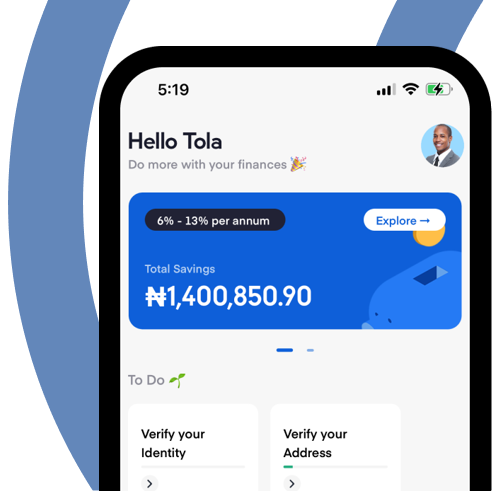 5:19
Hello Tola
Do more with your finances 🎉
6% - 13% per annum
Explore →
Total Savings
₦1,400,850.90
To Do 🌱
Verify your
Identity
Verify your
Address